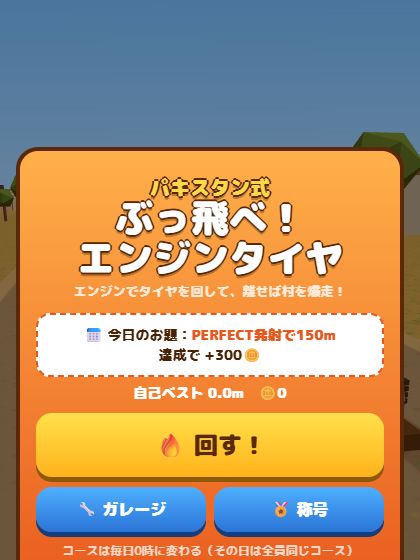 パキスタン式
ぶっ飛べ！
エンジンタイヤ
エンジンでタイヤを回して、離せば村を爆走！
今日のお題：PERFECT発射で150m
達成で +300
自己ベスト 0.0m 0
回す！
ガレージ
称号
コースは毎日0時に変わる（その日は全員同じコース）